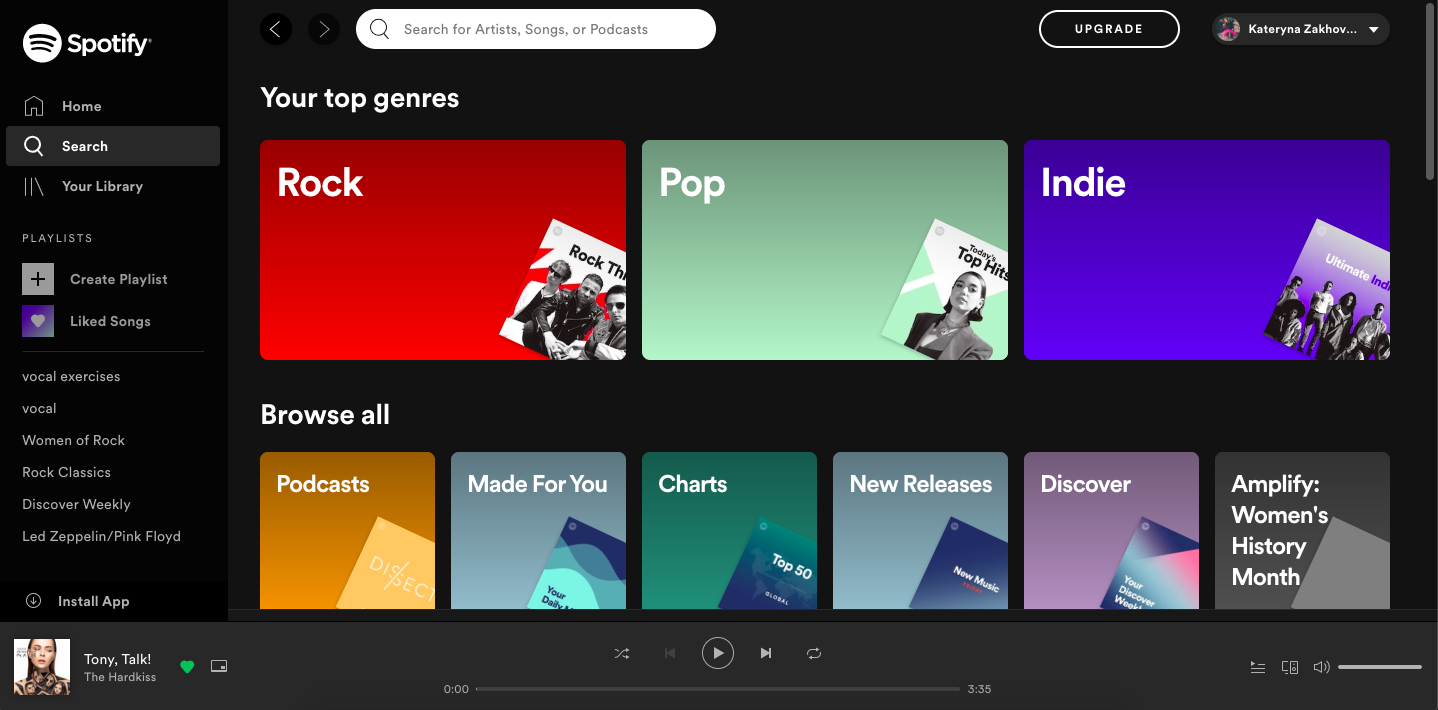 Spotify®
Home
Search
Your Library
PLAYLISTS
Create Playlist
Liked Songs
vocal exercises
vocal
Women of Rock
Rock Classics
Discover Weekly
Led Zeppelin/Pink Floyd
Install App
Search for Artists, Songs, or Podcasts
UPGRADE
Kateryna Zakhov...
Your top genres
Rock
Rock Thi
Pop
Today's
Top Hits
Indie
Ultimate Indi
Browse all
Podcasts
DISSECT
Made For You
Your
Daily M
Charts
Top 50
GLOBAL
New Releases
New Music
FRIDAY
Discover
Your
Discover
Weekl
Amplify:
Women's
History
Month
Tony, Talk!
The Hardkiss
0:00
3:35